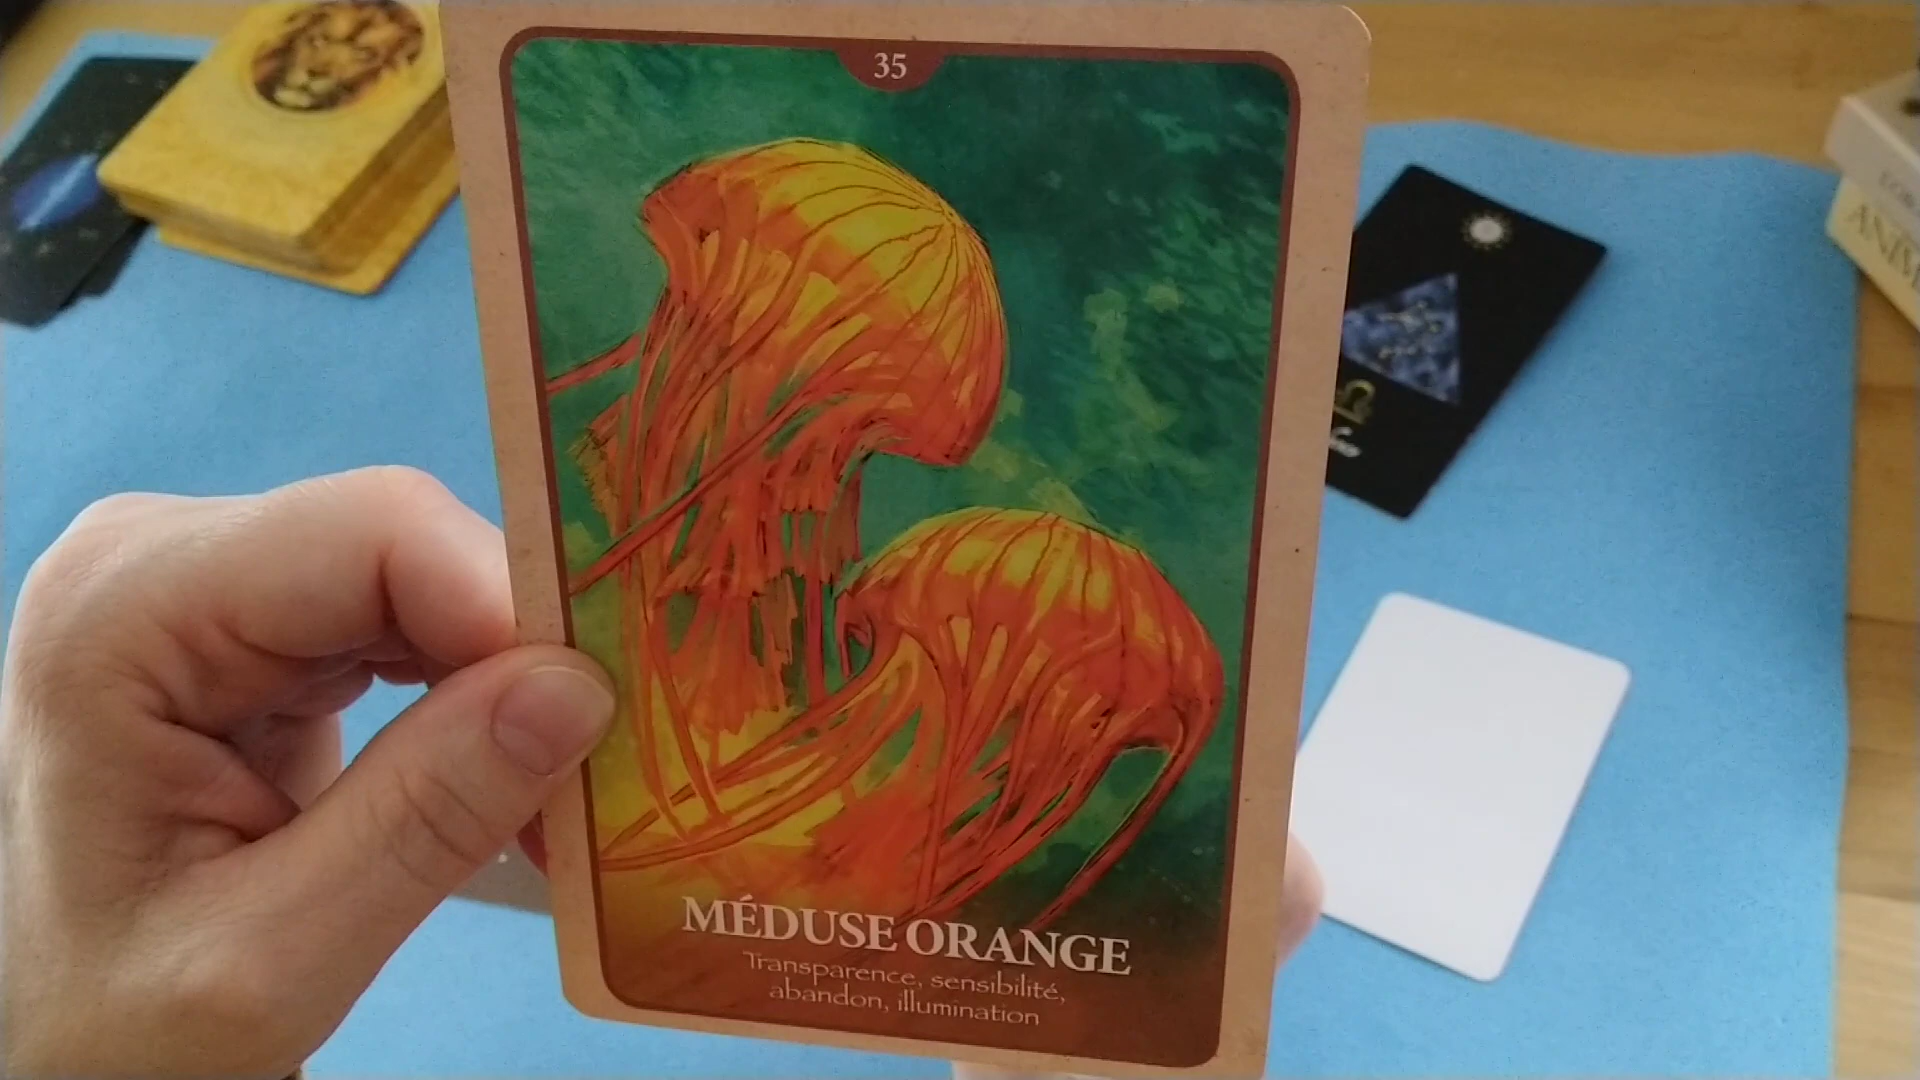 35
MÉDUSE ORANGE
Transparence, sensibilité,
abandon, illumination